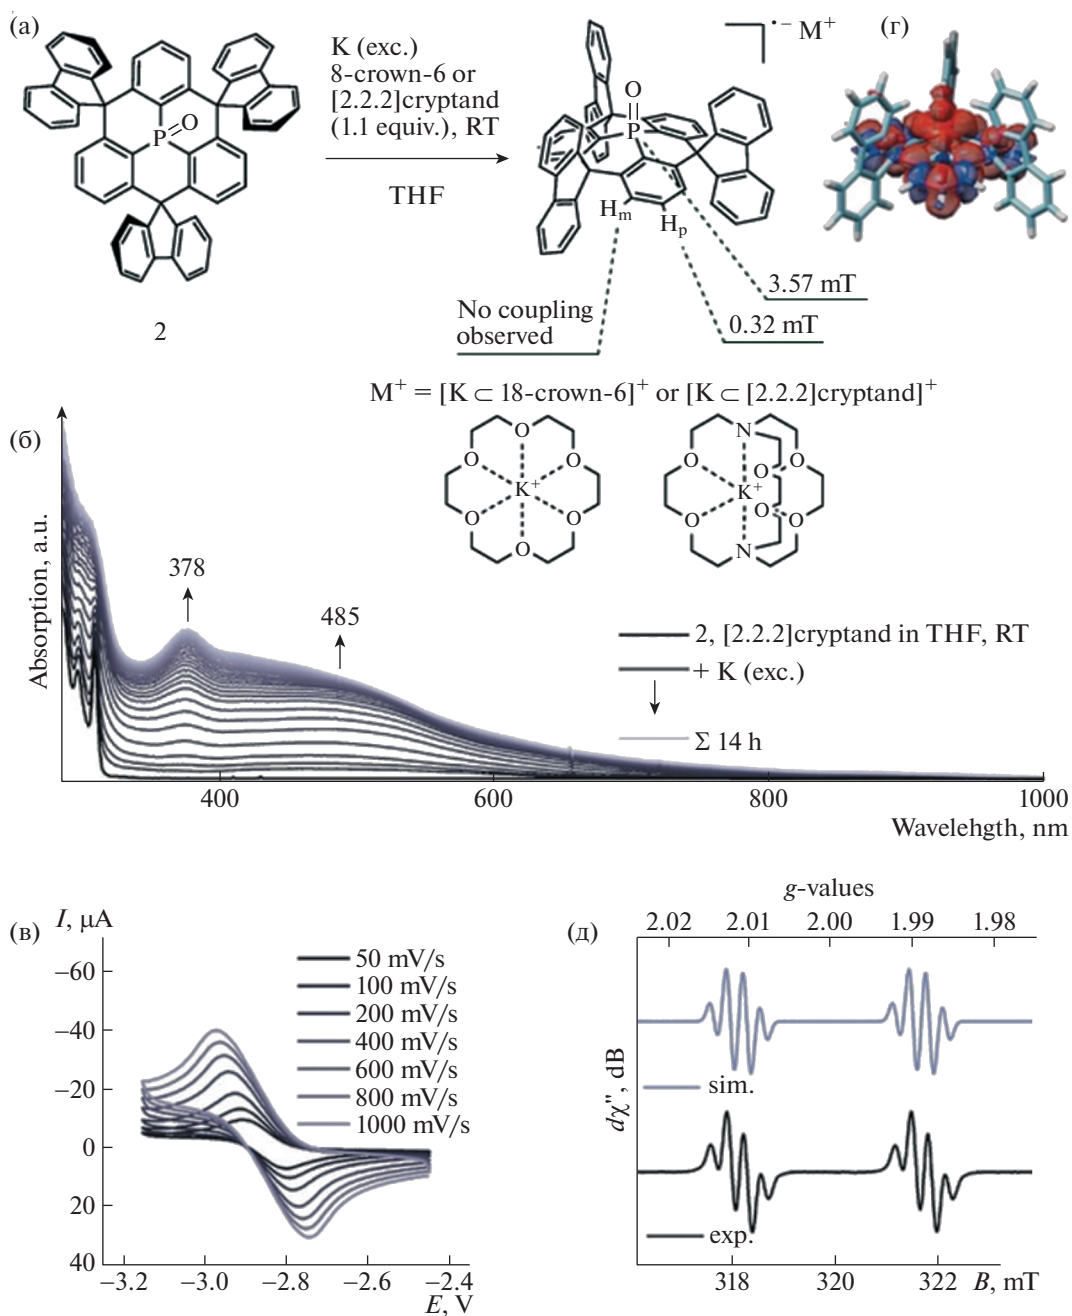 (а)
K (exc.)
8-crown-6 or
[2.2.2]cryptand
(1.1 equiv.), RT
THF
P
O
2
O
P
H_m
H_p
•− M⁺
(г)
3.57 mT
0.32 mT
No coupling
observed
M⁺ = [K ⊂ 18-crown-6]⁺ or [K ⊂ [2.2.2]cryptand]⁺
O
O
O
K⁺
O
O
O
N
O
O
O
K⁺
O
O
O
N
(б)
Absorption, a.u.
378
485
2, [2.2.2]cryptand in THF, RT
+ K (exc.)
Σ 14 h
400
600
800
1000
Wavelehgth, nm
(в)
I, μA
−60
−40
−20
0
20
40
50 mV/s
100 mV/s
200 mV/s
400 mV/s
600 mV/s
800 mV/s
1000 mV/s
−3.2
−3.0
−2.8
−2.6
−2.4
E, V
(д)
g-values
2.02
2.01
2.00
1.99
1.98
dχ", dB
sim.
exp.
318
320
322
B, mT